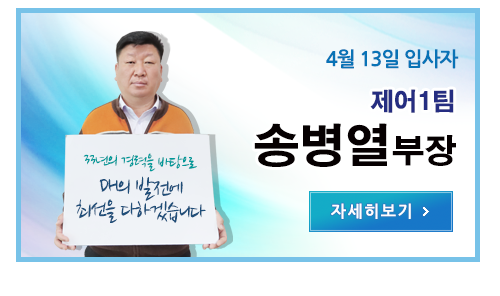 4월 13일 입사자
제어1팀
송병열부장
33년의 경력을 바탕으로
DM의 발전에
최선을 다하겠습니다
자세히보기 >